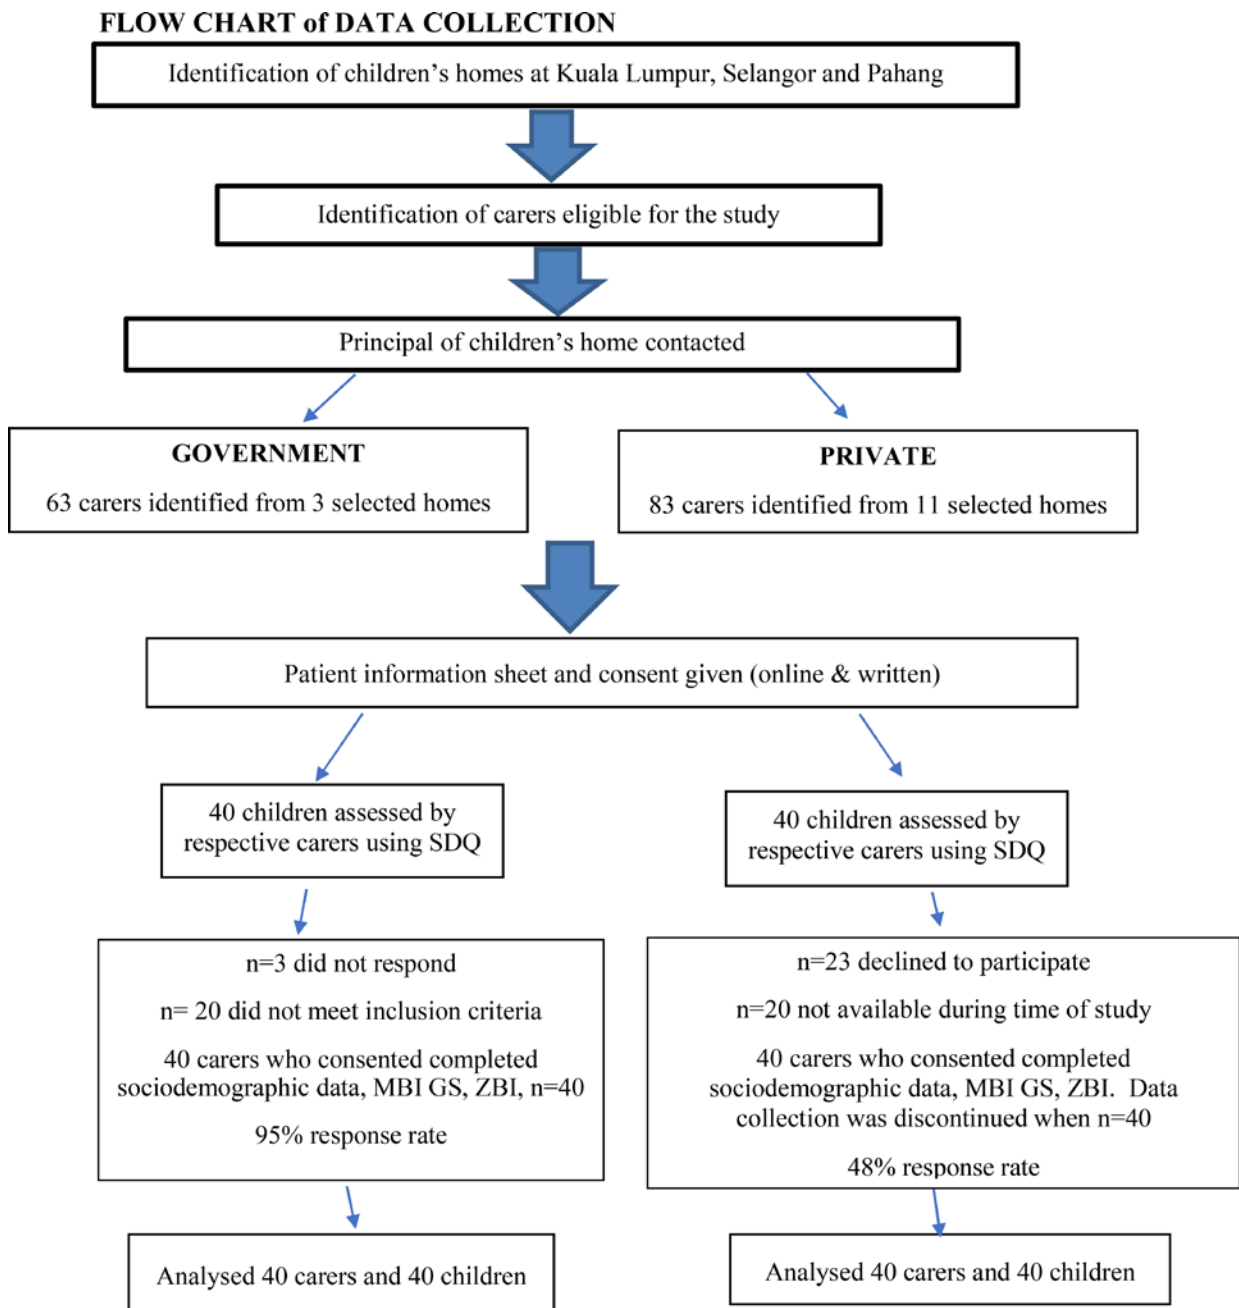 FLOW CHART of DATA COLLECTION
Identification of children’s homes at Kuala Lumpur, Selangor and Pahang
Identification of carers eligible for the study
Principal of children’s home contacted
GOVERNMENT
63 carers identified from 3 selected homes
PRIVATE
83 carers identified from 11 selected homes
Patient information sheet and consent given (online & written)
40 children assessed by
respective carers using SDQ
40 children assessed by
respective carers using SDQ
n=3 did not respond
n= 20 did not meet inclusion criteria
40 carers who consented completed
sociodemographic data, MBI GS, ZBI, n=40
95% response rate
n=23 declined to participate
n=20 not available during time of study
40 carers who consented completed
sociodemographic data, MBI GS, ZBI.  Data
collection was discontinued when n=40
48% response rate
Analysed 40 carers and 40 children
Analysed 40 carers and 40 children